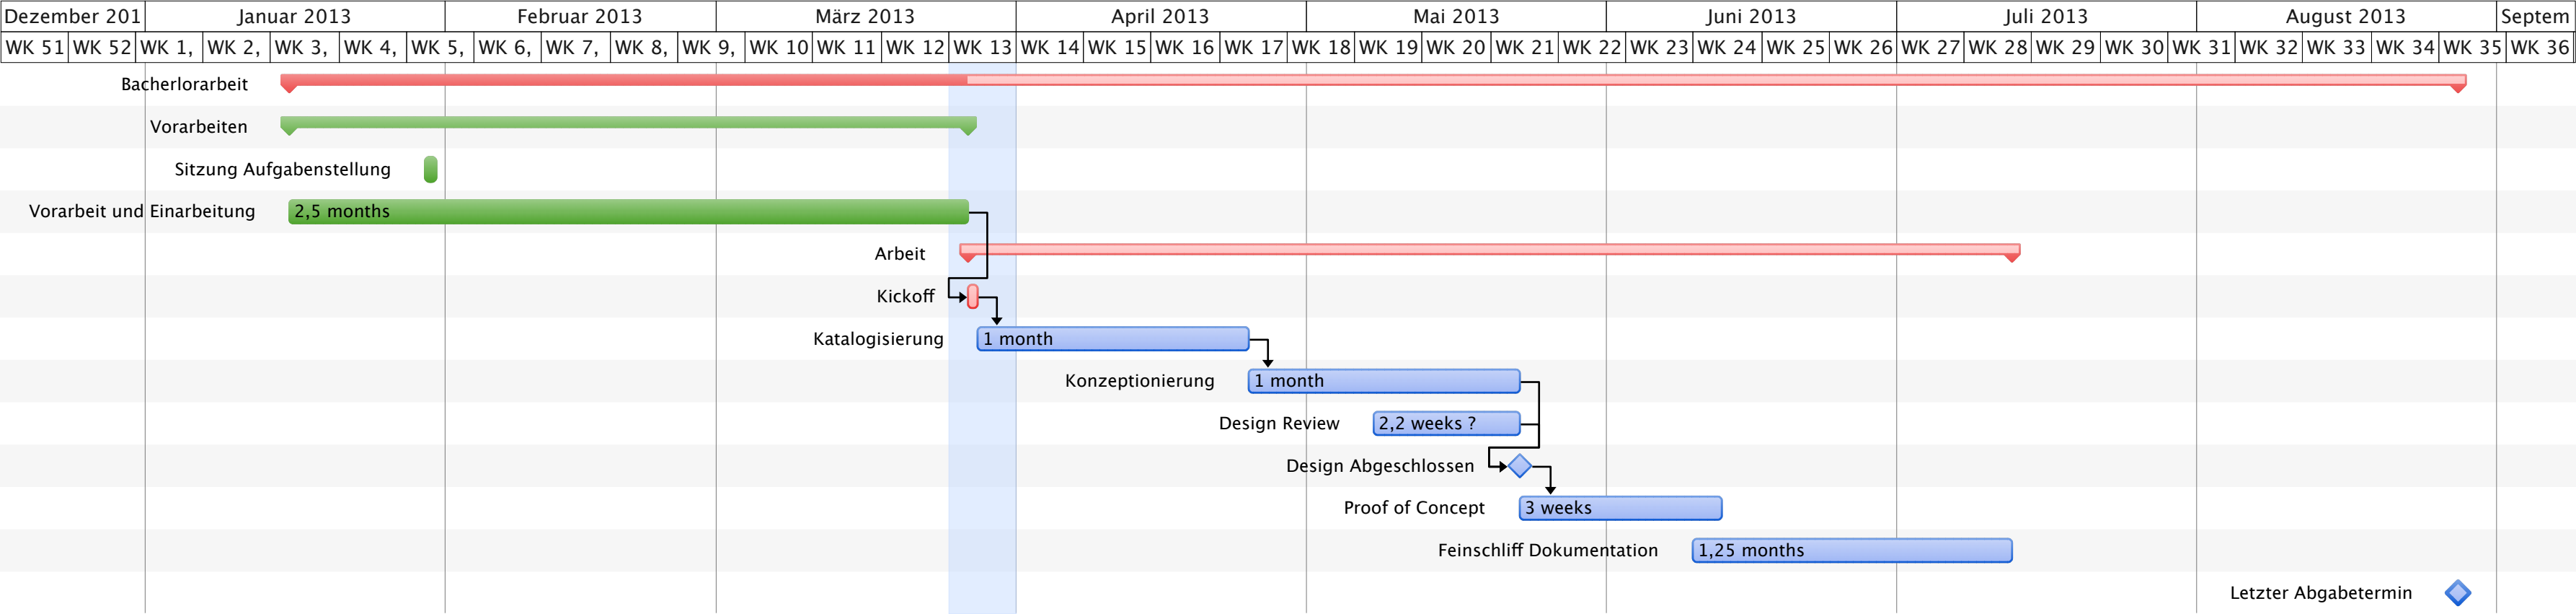 Dezember 201 Januar 2013 Februar 2013 März 2013 April 2013 Mai 2013 Juni 2013 Juli 2013 August 2013 Septem
WK 51 WK 52 WK 1, WK 2, WK 3, WK 4, WK 5, WK 6, WK 7, WK 8, WK 9, WK 10 WK 11 WK 12 WK 13 WK 14 WK 15 WK 16 WK 17 WK 18 WK 19 WK 20 WK 21 WK 22 WK 23 WK 24 WK 25 WK 26 WK 27 WK 28 WK 29 WK 30 WK 31 WK 32 WK 33 WK 34 WK 35 WK 36
Bacherlorarbeit
Vorarbeiten
Sitzung Aufgabenstellung
Vorarbeit und Einarbeitung 2,5 months
Arbeit
Kickoff
Katalogisierung 1 month
Konzeptionierung 1 month
Design Review 2,2 weeks ?
Design Abgeschlossen
Proof of Concept 3 weeks
Feinschliff Dokumentation 1,25 months
Letzter Abgabetermin